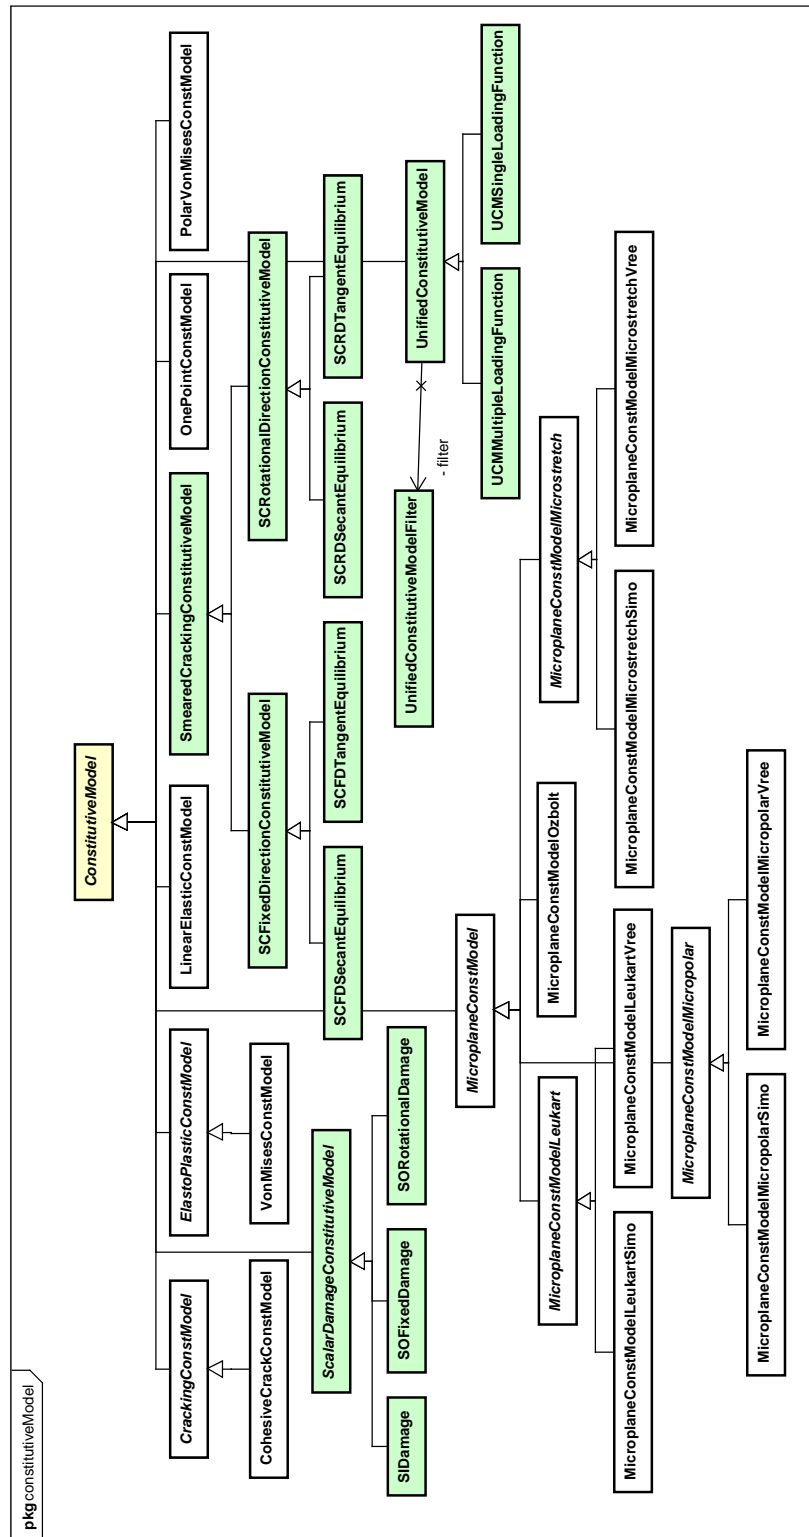 pkg constitutiveModel
ConstitutiveModel
CrackingConstModel
ElastoPlasticConstModel
LinearElasticConstModel
SmearedCrackingConstitutiveModel
OnePointConstModel
PolarVonMisesConstModel
CohesiveCrackConstModel
VonMisesConstModel
SCFixedDirectionConstitutiveModel
SCRotationalDirectionConstitutiveModel
ScalarDamageConstitutiveModel
SCFDSecantEquilibrium
SCFDTangentEquilibrium
SCRDSecantEquilibrium
SCRDTangentEquilibrium
SIDamage
SOFixedDamage
SORotationalDamage
UnifiedConstitutiveModelFilter
- filter
UnifiedConstitutiveModel
MicroplaneConstModel
UCMMultipleLoadingFunction
UCMSingleLoadingFunction
MicroplaneConstModelLeukart
MicroplaneConstModelOzbolt
MicroplaneConstModelMicrostretch
MicroplaneConstModelLeukartSimo
MicroplaneConstModelLeukartVree
MicroplaneConstModelMicrostretchSimo
MicroplaneConstModelMicrostretchVree
MicroplaneConstModelMicropolar
MicroplaneConstModelMicropolarSimo
MicroplaneConstModelMicropolarVree